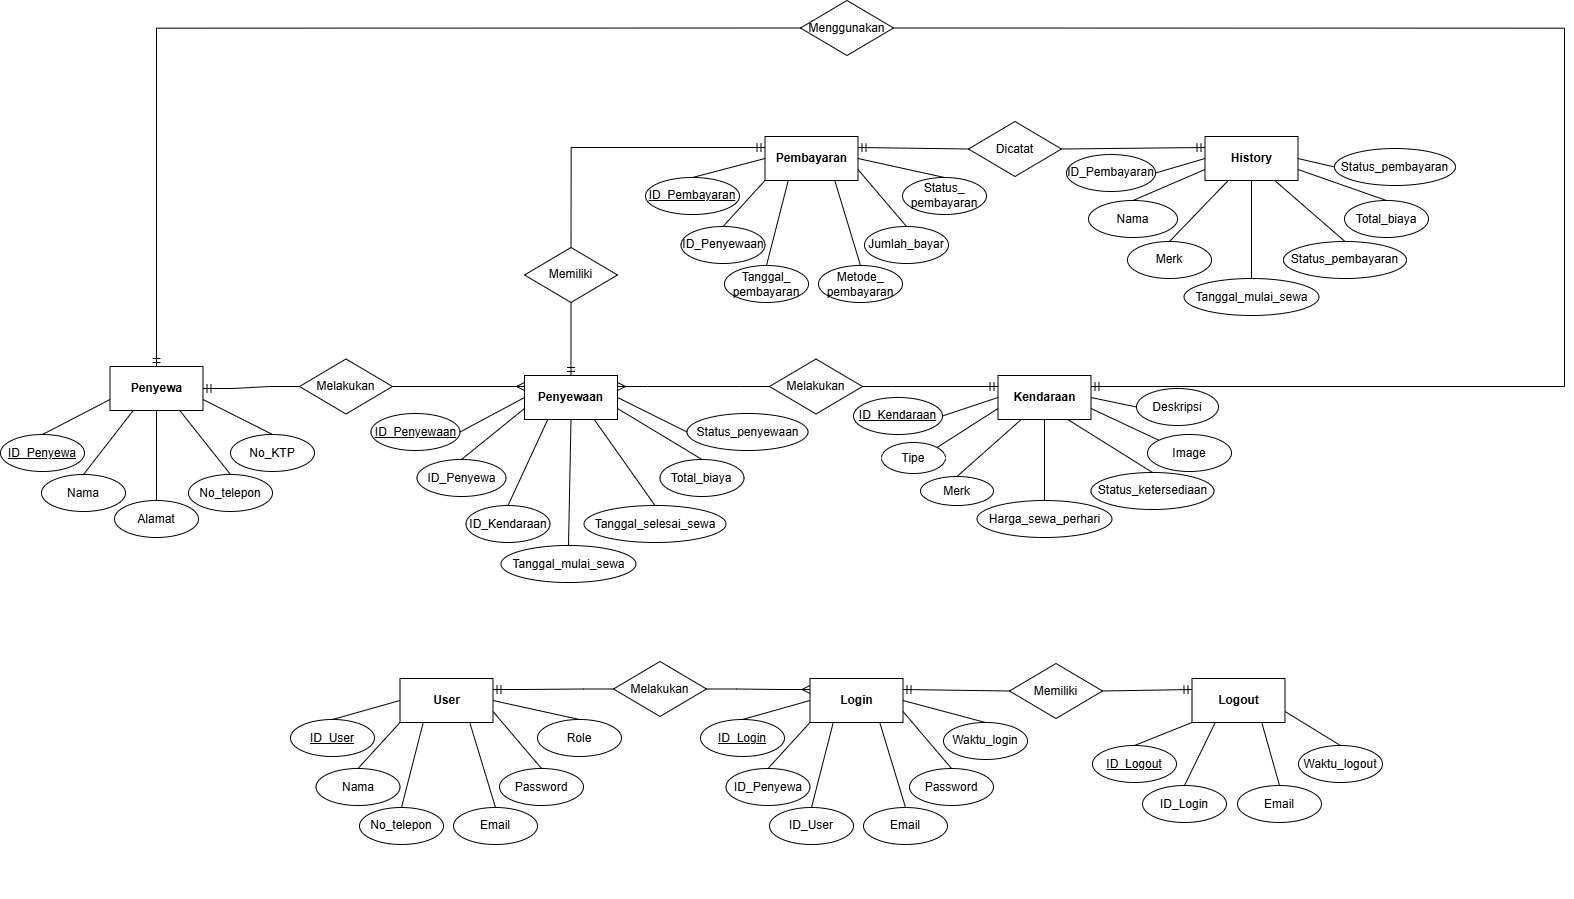 Menggunakan
Pembayaran
Dicatat
History
ID_Pembayaran
ID_Penyewaan
Tanggal_
pembayaran
Metode_
pembayaran
Jumlah_bayar
Status_
pembayaran
ID_Pembayaran
Nama
Merk
Tanggal_mulai_sewa
Status_pembayaran
Total_biaya
Status_pembayaran
Memiliki
Penyewa
Melakukan
Penyewaan
Melakukan
Kendaraan
ID_Penyewa
Nama
Alamat
No_telepon
No_KTP
ID_Penyewaan
ID_Penyewa
ID_Kendaraan
Tanggal_mulai_sewa
Tanggal_selesai_sewa
Total_biaya
Status_penyewaan
ID_Kendaraan
Tipe
Merk
Harga_sewa_perhari
Status_ketersediaan
Image
Deskripsi
User
Melakukan
Login
Memiliki
Logout
ID_User
Nama
No_telepon
Email
Password
Role
ID_Login
ID_Penyewa
ID_User
Email
Password
Waktu_login
ID_Logout
ID_Login
Email
Waktu_logout